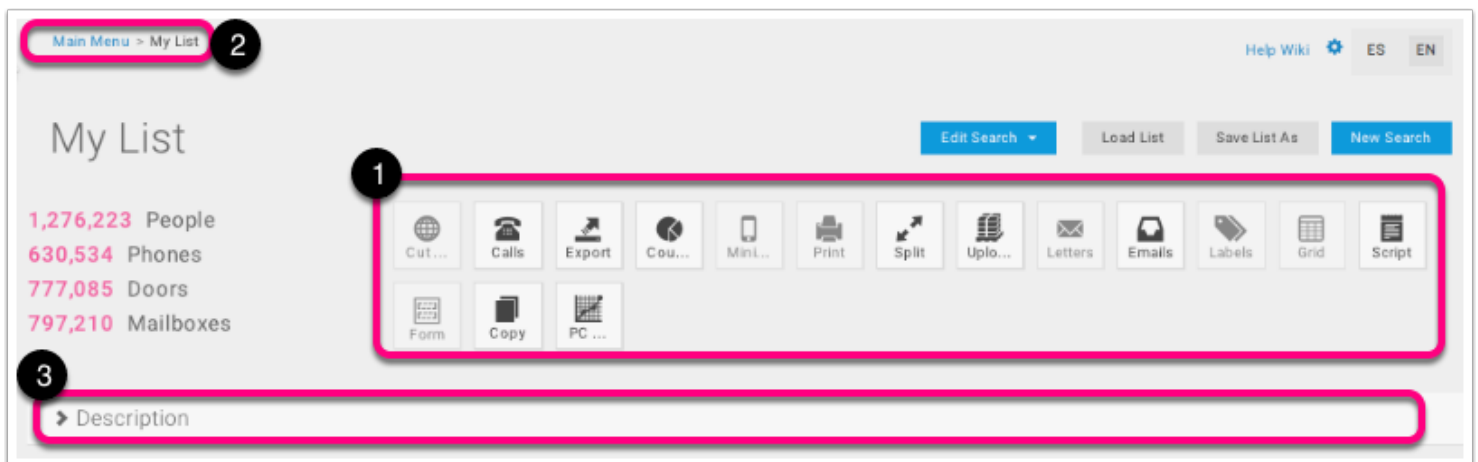 Main Menu > My List
2
Help Wiki ES EN
My List
Edit Search Load List Save List As New Search
1
1,276,223 People
630,534 Phones
777,085 Doors
797,210 Mailboxes
Cut... Calls Export Cou... Mini... Print Split Uplo... Letters Emails Labels Grid Script
Form Copy PC ...
3
> Description